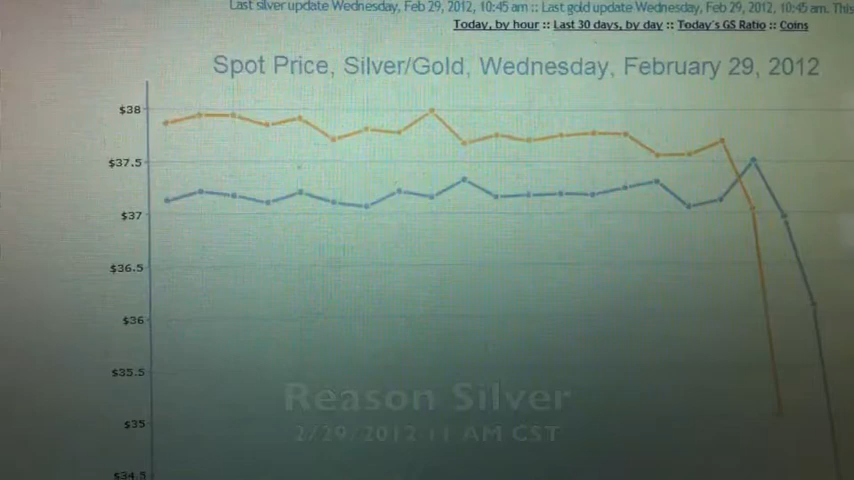 Last silver update Wednesday, Feb 29, 2012, 10:45 am :: Last gold update Wednesday, Feb 29, 2012, 10:45 am. This
Today, by hour :: Last 30 days, by day :: Today's GS Ratio :: Coins
Spot Price, Silver/Gold, Wednesday, February 29, 2012
$38
$37.5
$37
$36.5
$36
$35.5
$35
$34.5
Reason Silver
2/29/2012 11 AM CST